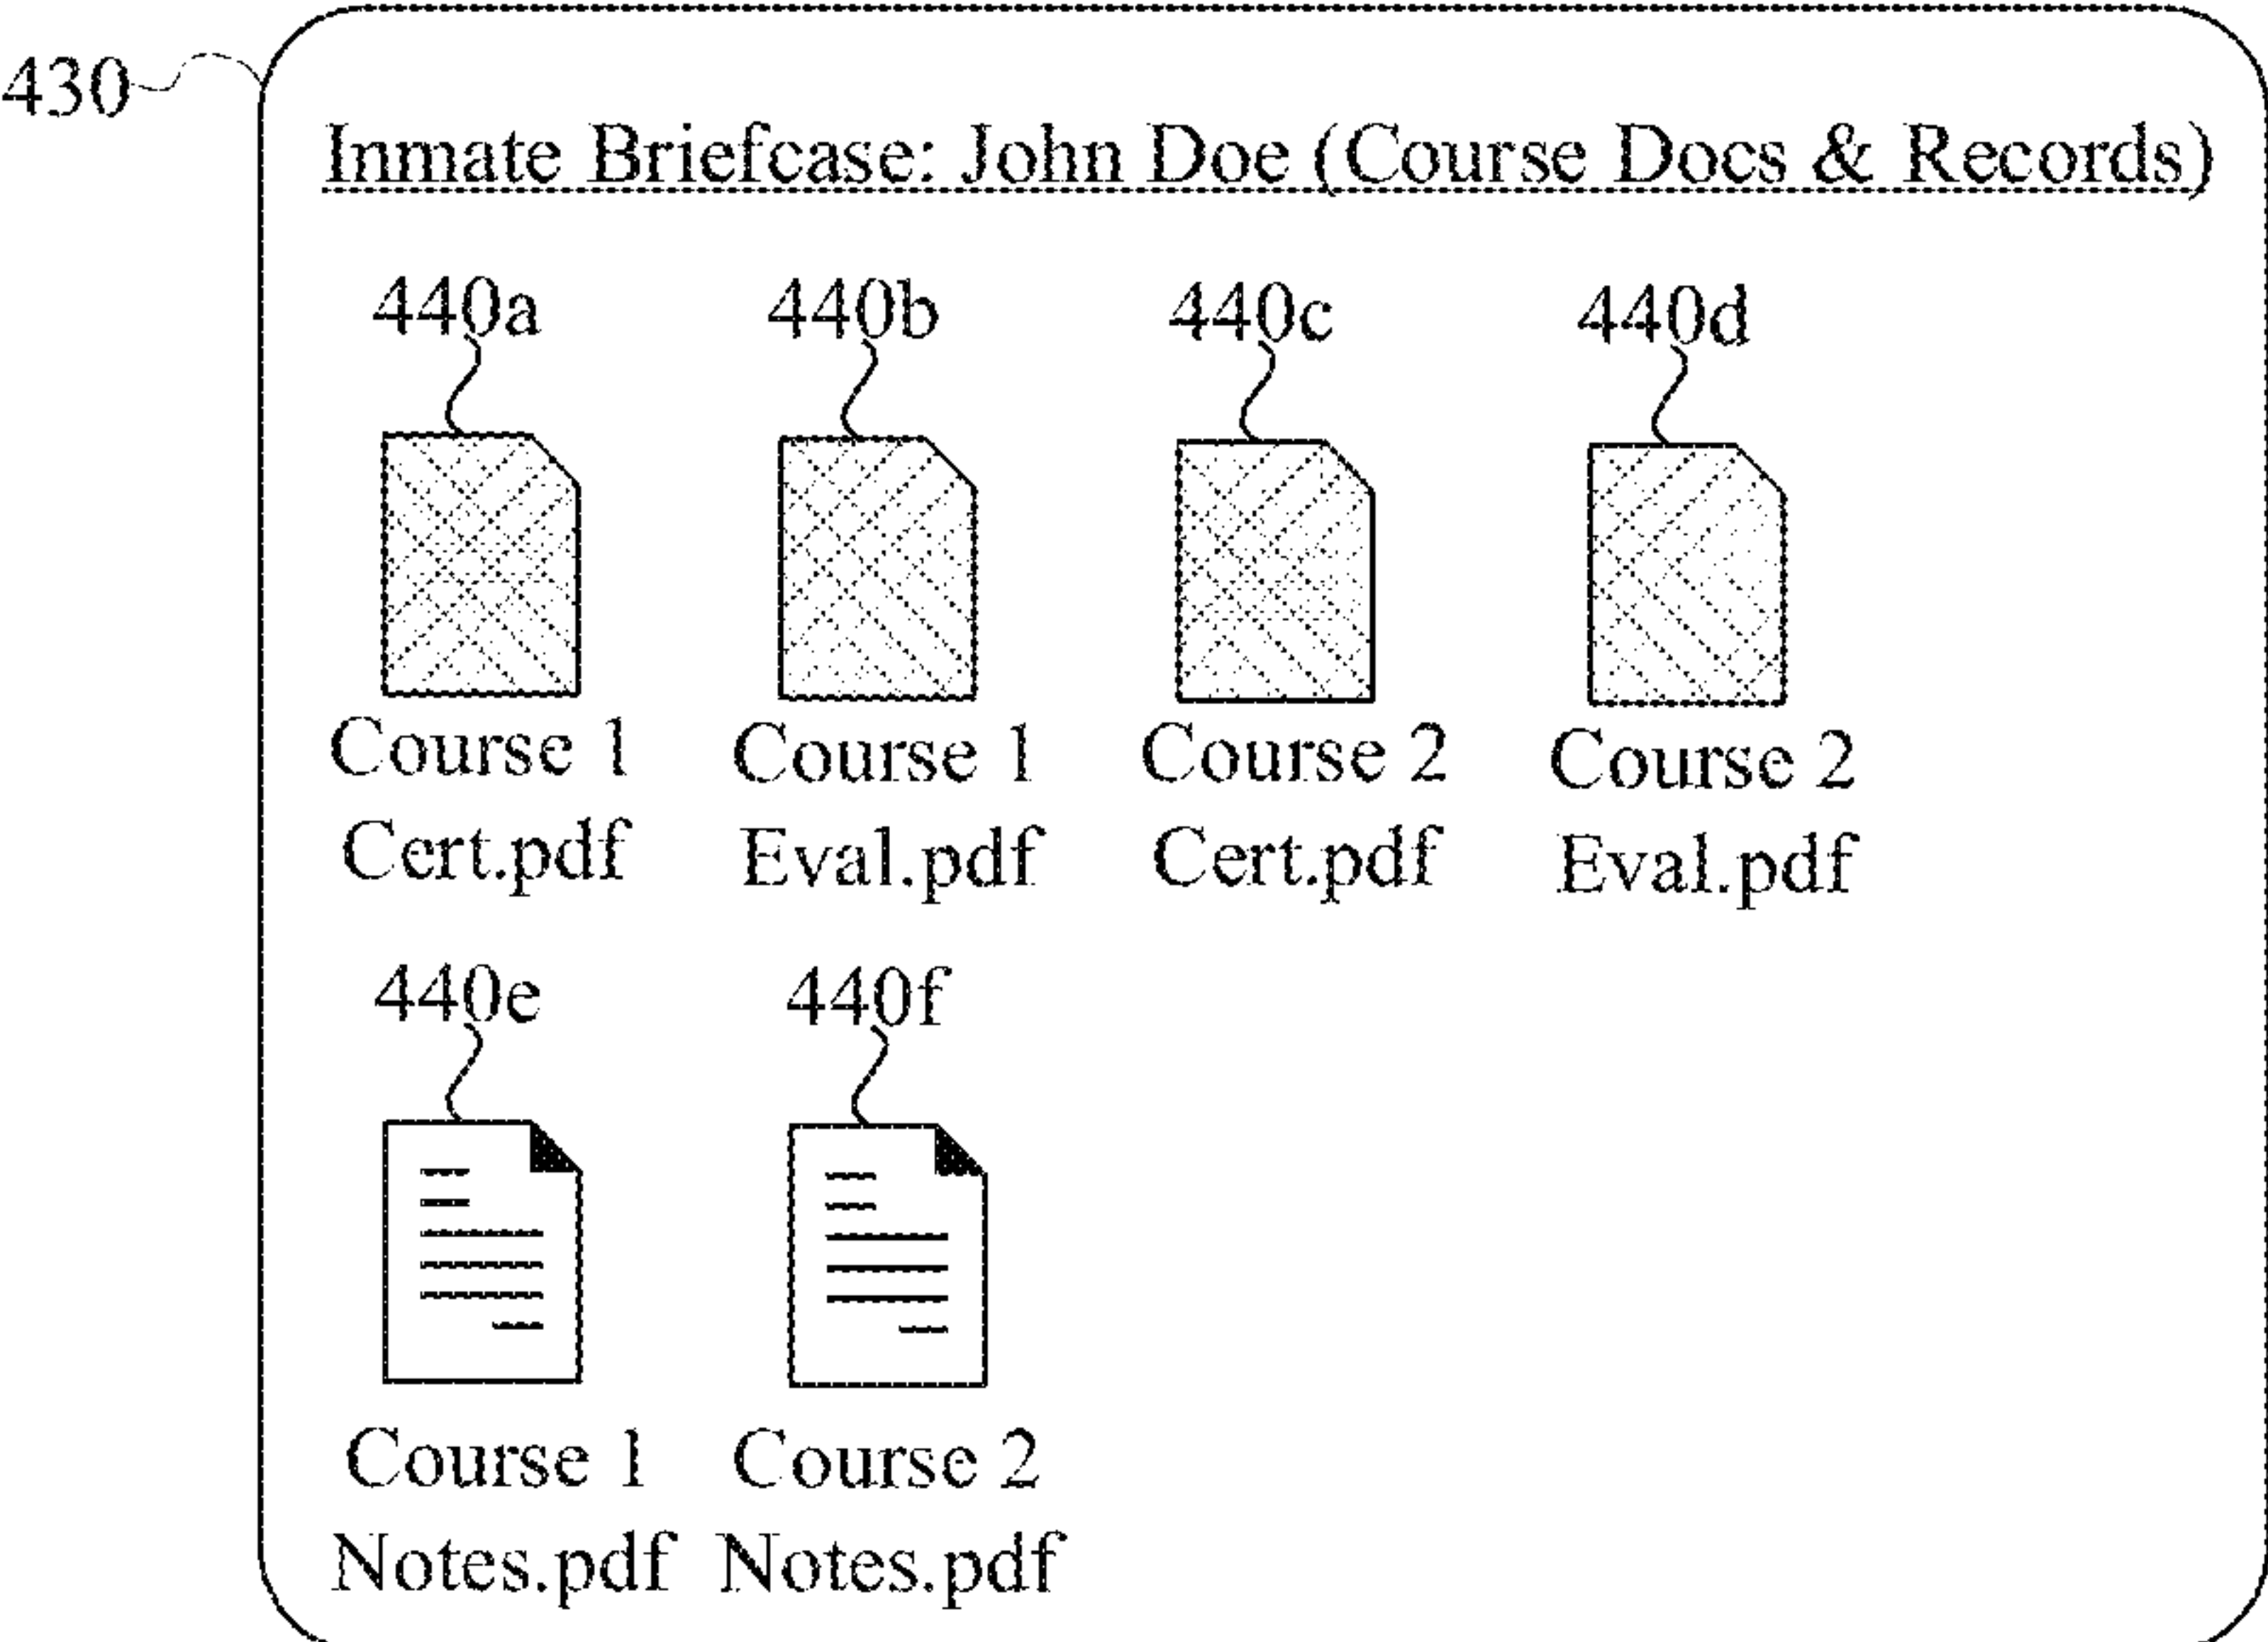 430
Inmate Briefcase: John Doe (Course Docs & Records)
440a 440b 440c 440d
Course 1 Course 1 Course 2 Course 2
Cert.pdf Eval.pdf Cert.pdf Eval.pdf
440e 440f
Course 1 Course 2
Notes.pdf Notes.pdf